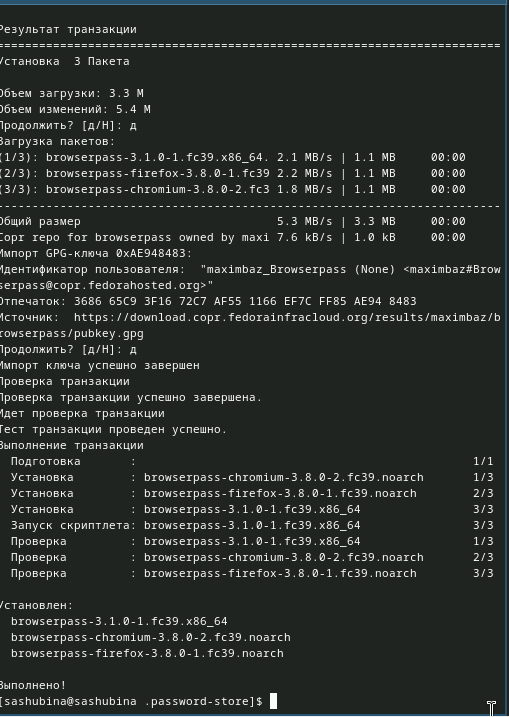 Результат транзакции
================================================================
Установка  3 Пакета
Объем загрузки: 3.3 M
Объем изменений: 5.4 M
Продолжить? [д/Н]: д
Загрузка пакетов:
(1/3): browserpass-3.1.0-1.fc39.x86_64. 2.1 MB/s | 1.1 MB     00:00
(2/3): browserpass-firefox-3.8.0-1.fc39 2.2 MB/s | 1.1 MB     00:00
(3/3): browserpass-chromium-3.8.0-2.fc3 1.8 MB/s | 1.1 MB     00:00
----------------------------------------------------------------
Общий размер                            5.3 MB/s | 3.3 MB     00:00
Copr repo for browserpass owned by maxi 7.6 kB/s | 1.0 kB     00:00
Импорт GPG-ключа 0xAE948483:
Идентификатор пользователя:  "maximbaz_Browserpass (None) <maximbaz#Brow
serpass@copr.fedorahosted.org>"
Отпечаток: 3686 65C9 3F16 72C7 AF55 1166 EF7C FF85 AE94 8483
Источник:  https://download.copr.fedorainfracloud.org/results/maximbaz/b
rowserpass/pubkey.gpg
Продолжить? [д/Н]: д
Импорт ключа успешно завершен
Проверка транзакции
Проверка транзакции успешно завершена.
Идет проверка транзакции
Тест транзакции проведен успешно.
Выполнение транзакции
  Подготовка      :                                             1/1
  Установка       : browserpass-chromium-3.8.0-2.fc39.noarch    1/3
  Установка       : browserpass-firefox-3.8.0-1.fc39.noarch     2/3
  Установка       : browserpass-3.1.0-1.fc39.x86_64             3/3
  Запуск скриптлета: browserpass-3.1.0-1.fc39.x86_64            3/3
  Проверка        : browserpass-3.1.0-1.fc39.x86_64             1/3
  Проверка        : browserpass-chromium-3.8.0-2.fc39.noarch    2/3
  Проверка        : browserpass-firefox-3.8.0-1.fc39.noarch     3/3
Установлен:
  browserpass-3.1.0-1.fc39.x86_64
  browserpass-chromium-3.8.0-2.fc39.noarch
  browserpass-firefox-3.8.0-1.fc39.noarch
Выполнено!
[sashubina@sashubina .password-store]$